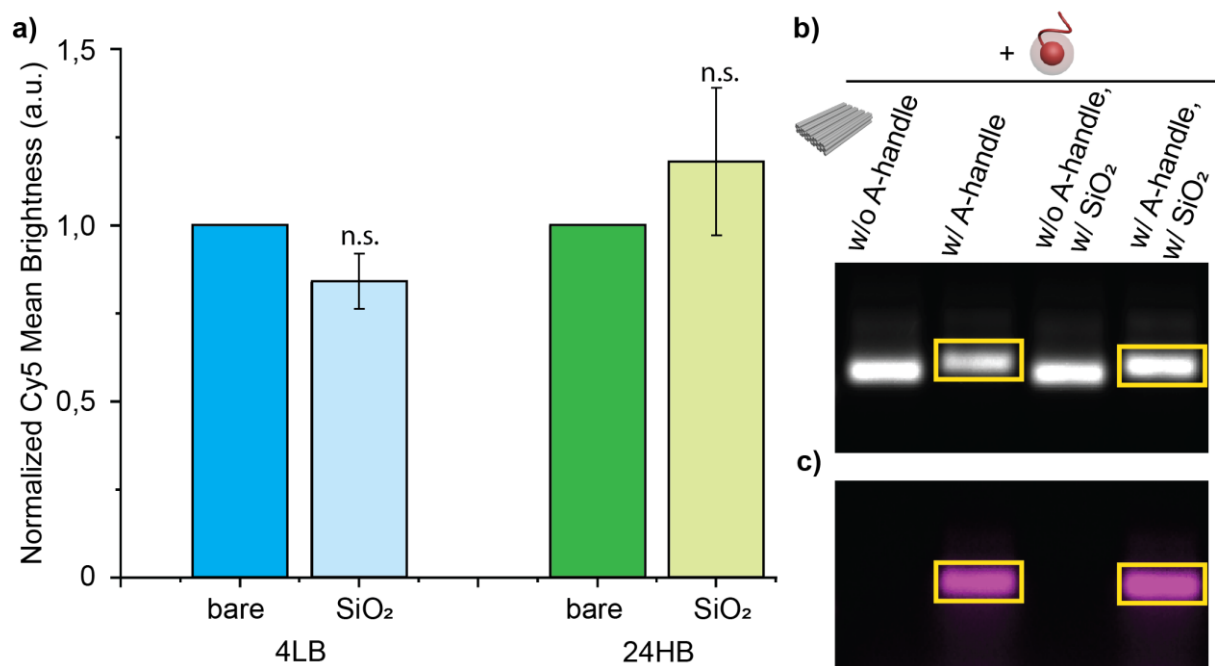 a)
Normalized Cy5 Mean Brightness (a.u.)
1,5
1,0
0,5
0
n.s.
n.s.
bare
SiO₂
bare
SiO₂
4LB
24HB
b)
+
w/o A-handle
w/ A-handle
w/o A-handle,
w/ SiO₂
w/ A-handle,
w/ SiO₂
c)